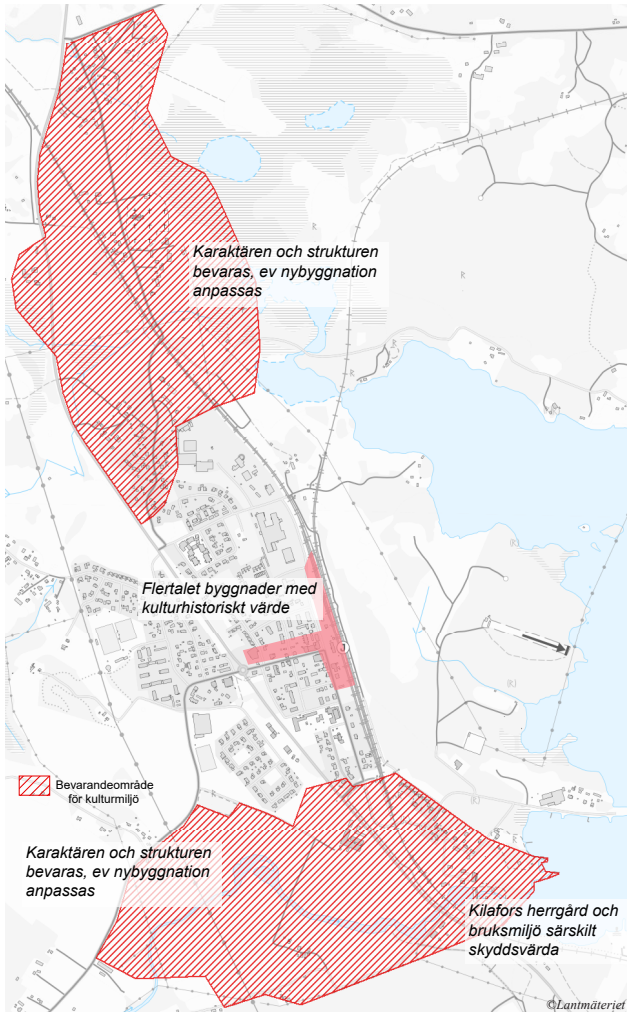 Karaktären och strukturen
bevaras, ev nybyggnation
anpassas
Flertalet byggnader med
kulturhistoriskt värde
J
Bevarandeområde
för kulturmiljö
Karaktären och strukturen
bevaras, ev nybyggnation
anpassas
Kilafors herrgård och
bruksmiljö särskilt
skyddsvärda
©Lantmäteriet